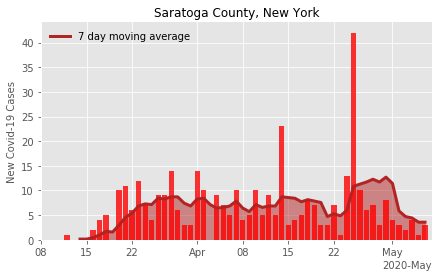 Saratoga County, New York
7 day moving average
New Covid-19 Cases
40
35
30
25
20
15
10
5
0
08 15 22 Apr 08 15 22 May
2020-May